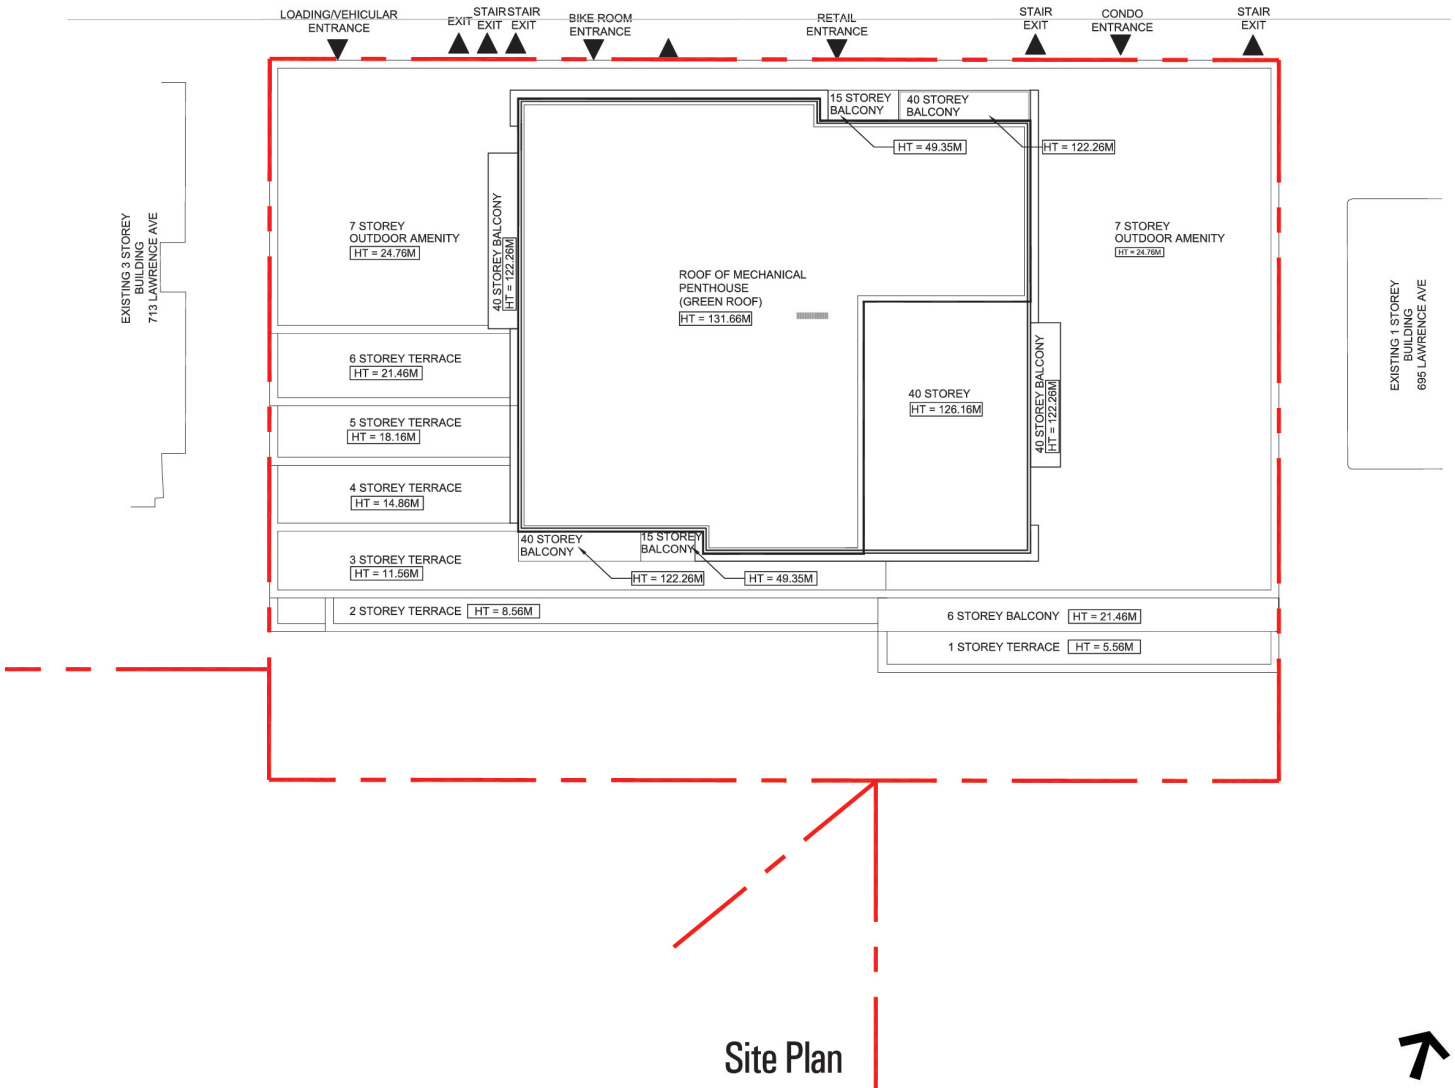 LOADING/VEHICULAR
ENTRANCE
EXIT
STAIR
EXIT
STAIR
EXIT
BIKE ROOM
ENTRANCE
RETAIL
ENTRANCE
STAIR
EXIT
CONDO
ENTRANCE
STAIR
EXIT
15 STOREY
BALCONY
40 STOREY
BALCONY
HT = 49.35M
HT = 122.26M
EXISTING 3 STOREY
BUILDING
713 LAWRENCE AVE
7 STOREY
OUTDOOR AMENITY
HT = 24.76M
40 STOREY BALCONY
HT = 122.26M
ROOF OF MECHANICAL
PENTHOUSE
(GREEN ROOF)
HT = 131.66M
7 STOREY
OUTDOOR AMENITY
HT = 24.76M
EXISTING 1 STOREY
BUILDING
695 LAWRENCE AVE
6 STOREY TERRACE
HT = 21.46M
40 STOREY
HT = 126.16M
40 STOREY BALCONY
HT = 122.26M
5 STOREY TERRACE
HT = 18.16M
4 STOREY TERRACE
HT = 14.86M
40 STOREY
BALCONY
15 STOREY
BALCONY
3 STOREY TERRACE
HT = 11.56M
HT = 122.26M
HT = 49.35M
2 STOREY TERRACE HT = 8.56M
6 STOREY BALCONY HT = 21.46M
1 STOREY TERRACE HT = 5.56M
Site Plan